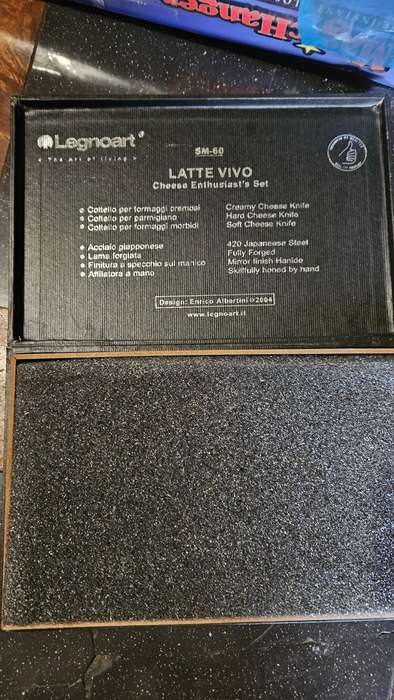 Hanger
Legnoart
< The Art of living >
SM-60
LATTE VIVO
Cheese Enthusiast's Set
Coltello per formaggi cremosi Creamy Cheese Knife
Coltello per parmigiano Hard Cheese Knife
Coltello per formaggi morbidi Soft Cheese Knife
Acciaio giapponese 420 Japaneese Steel
Lama forgiata Fully Forged
Finitura a specchio sul manico Mirror finish Hanlde
Affilatora a mano Skillfully honed by hand
Design: Enrico Albertini © 2004
www.legnoart.it